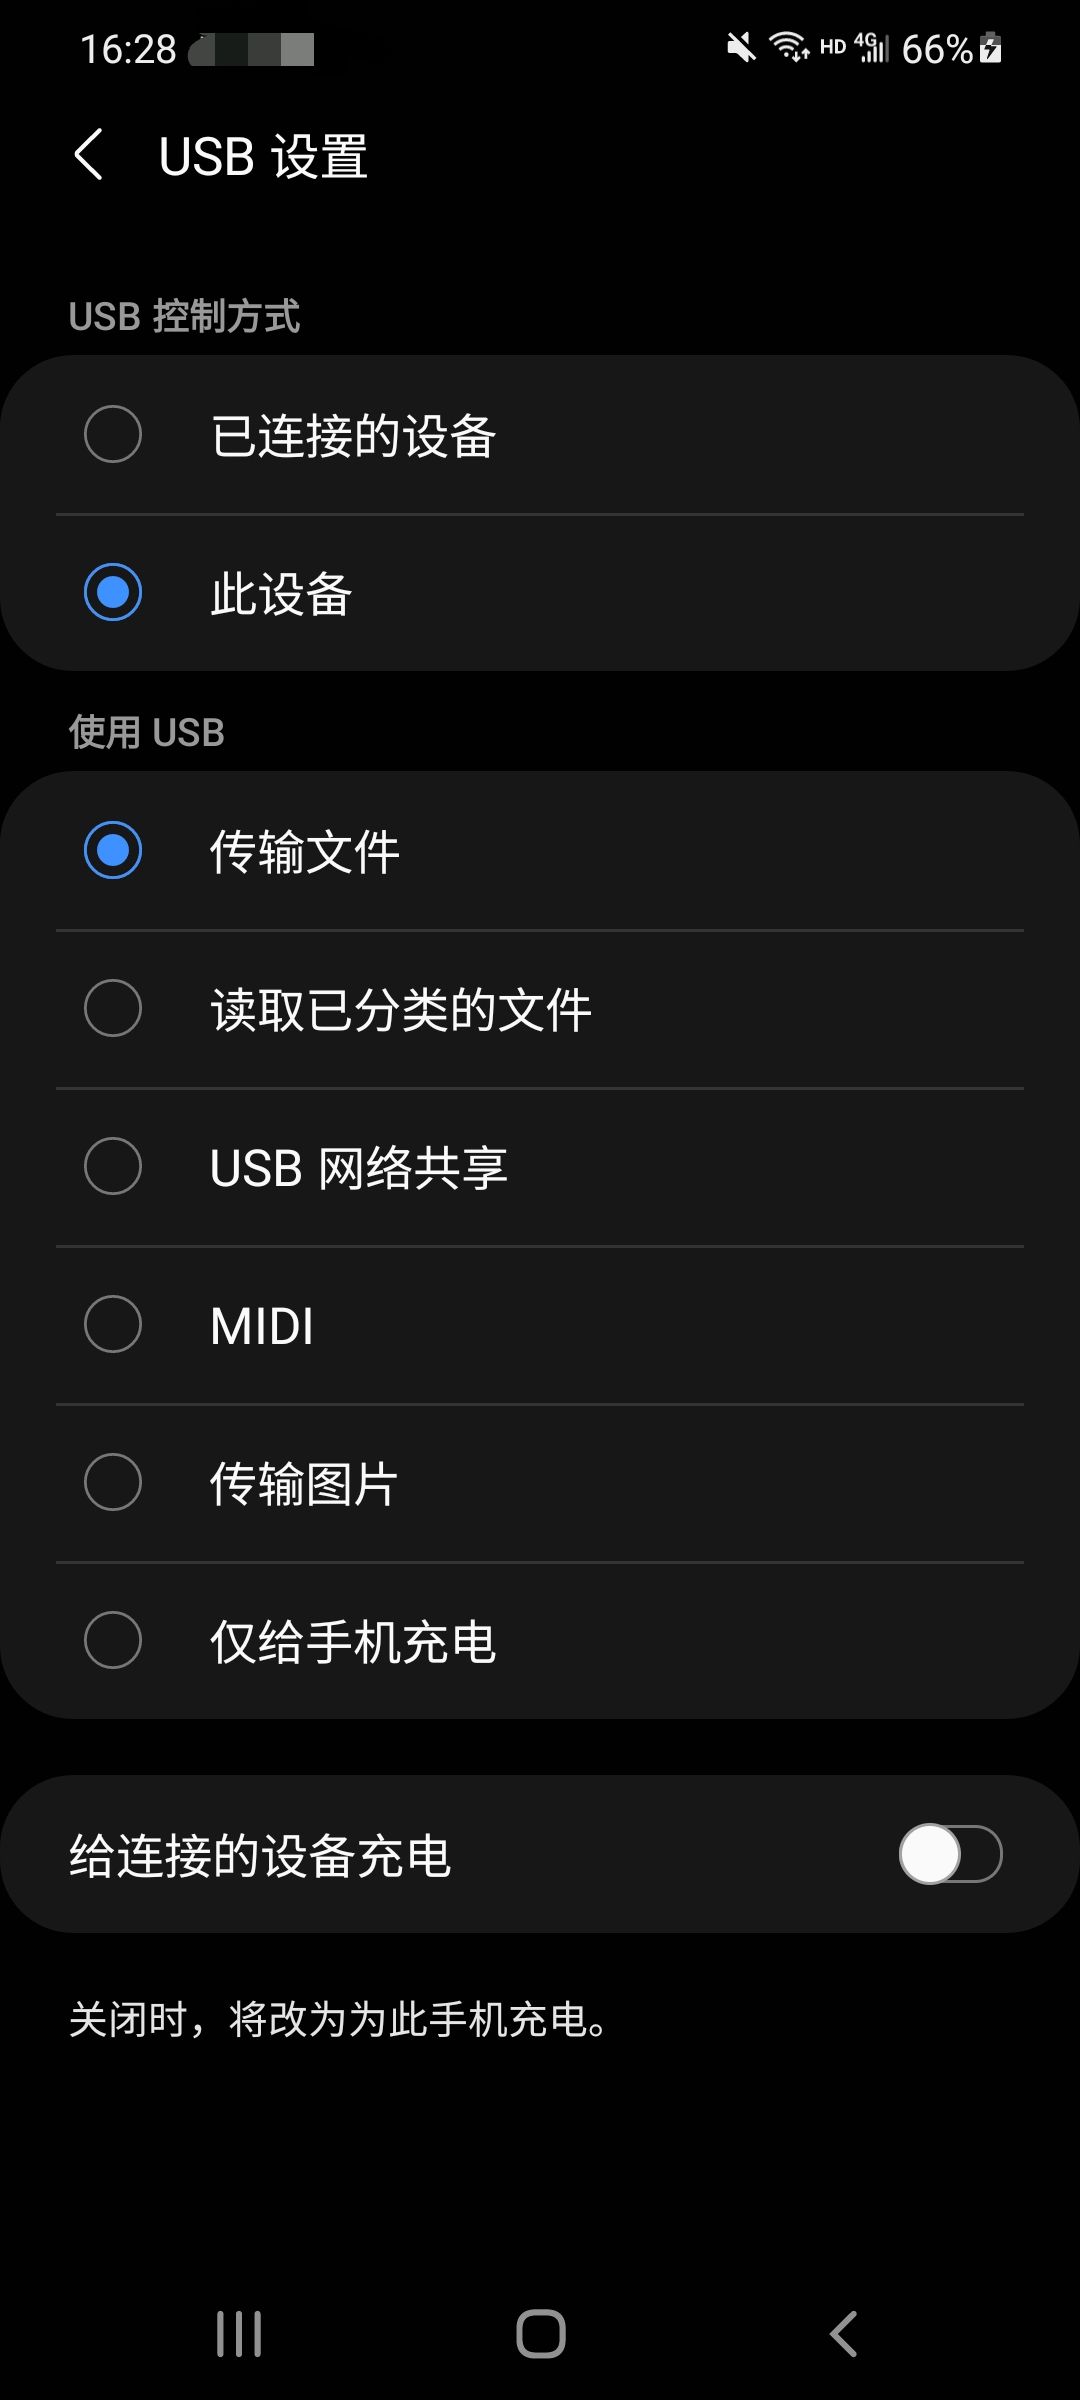 16:28 HD 4G 66%
USB 设置
USB 控制方式
已连接的设备
此设备
使用 USB
传输文件
读取已分类的文件
USB 网络共享
MIDI
传输图片
仅给手机充电
给连接的设备充电
关闭时，将改为为此手机充电。